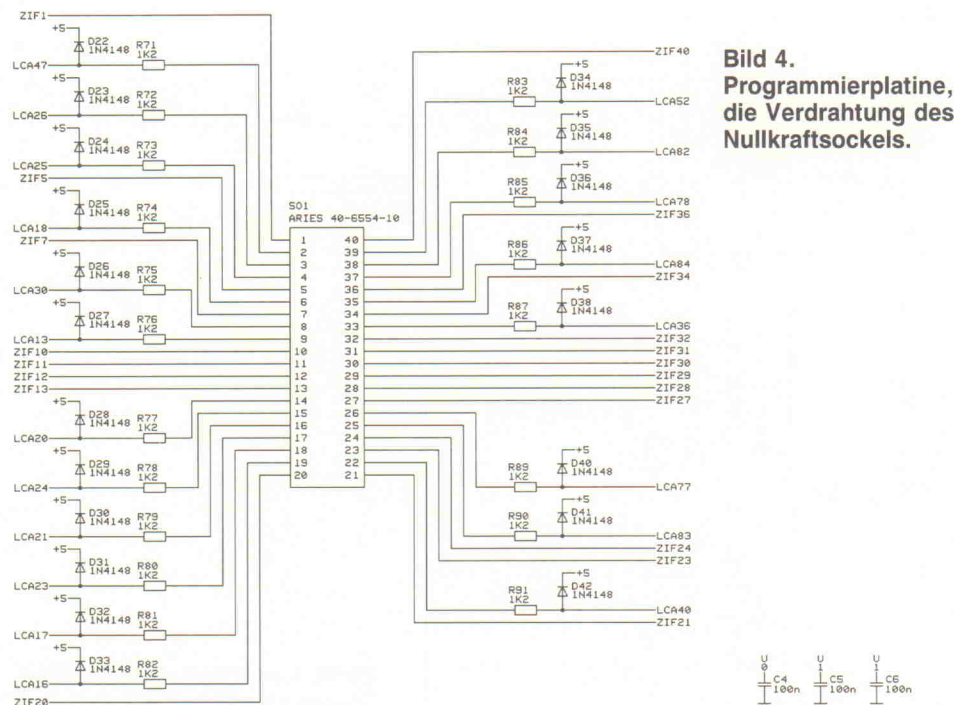 ZIF1
+5
D22
1N4148
R71
1K2
LCA47
+5
D23
1N4148
R72
1K2
LCA26
+5
D24
1N4148
R73
1K2
LCA25
ZIF5
+5
D25
1N4148
R74
1K2
LCA18
ZIF7
+5
D26
1N4148
R75
1K2
LCA30
+5
D27
1N4148
R76
1K2
LCA13
ZIF10
ZIF11
ZIF12
ZIF13
+5
D28
1N4148
R77
1K2
LCA20
+5
D29
1N4148
R78
1K2
LCA24
+5
D30
1N4148
R79
1K2
LCA21
+5
D31
1N4148
R80
1K2
LCA23
+5
D32
1N4148
R81
1K2
LCA17
+5
D33
1N4148
R82
1K2
LCA16
ZIF20
SO1
ARIES 40-6554-10
1 40
2 39
3 38
4 37
5 36
6 35
7 34
8 33
9 32
10 31
11 30
12 29
13 28
14 27
15 26
16 25
17 24
18 23
19 22
20 21
ZIF40
+5
R83
1K2
D34
1N4148
LCA52
+5
R84
1K2
D35
1N4148
LCA82
+5
R85
1K2
D36
1N4148
LCA78
ZIF36
+5
R86
1K2
D37
1N4148
LCA84
ZIF34
+5
R87
1K2
D38
1N4148
LCA36
ZIF32
ZIF31
ZIF30
ZIF29
ZIF28
ZIF27
+5
R89
1K2
D40
1N4148
LCA77
+5
R90
1K2
D41
1N4148
LCA83
ZIF24
ZIF23
+5
R91
1K2
D42
1N4148
LCA40
ZIF21
Bild 4.
Programmierplatine,
die Verdrahtung des
Nullkraftsockels.
U0
C4
100n
U1
C5
100n
U1
C6
100n